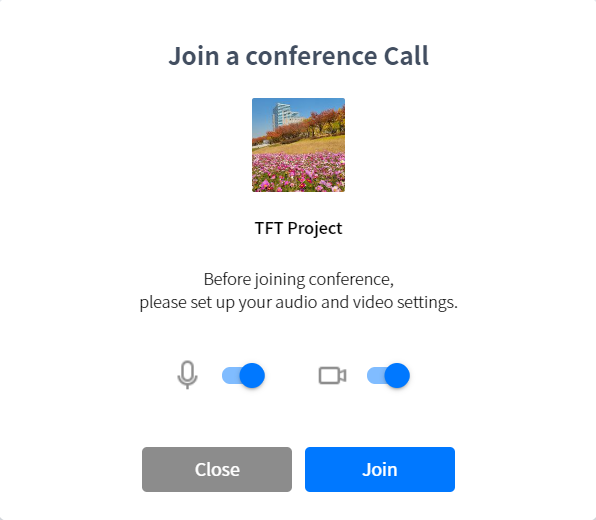 Join a conference Call
TFT Project
Before joining conference,
please set up your audio and video settings.
Close
Join